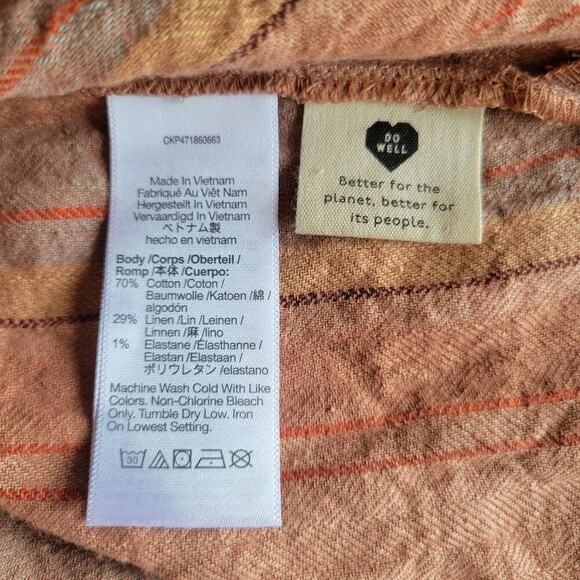 CKP471860663
Made In Vietnam
Fabriqué Au Viêt Nam
Hergestellt In Vietnam
Vervaardigd In Vietnam
ベトナム製
hecho en vietnam
Body /Corps /Oberteil /
Romp /本体 /Cuerpo:
70% Cotton /Coton /
Baumwolle /Katoen /綿 /
algodón
29% Linen /Lin /Leinen /
Linnen /麻 /lino
1% Elastane /Élasthanne /
Elastan /Elastaan /
ポリウレタン /elastano
Machine Wash Cold With Like
Colors. Non-Chlorine Bleach
Only. Tumble Dry Low. Iron
On Lowest Setting.
30
DO
WELL
Better for the
planet, better for
its people.